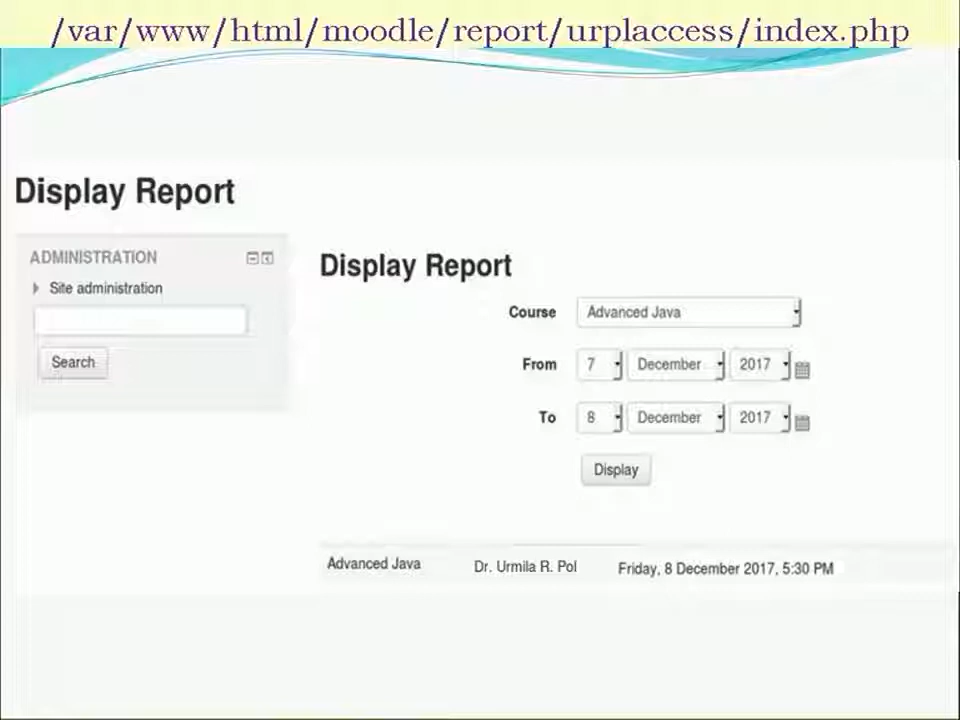 /var/www/html/moodle/report/urplaccess/index.php
Display Report
ADMINISTRATION
Site administration
Search
Display Report
Course Advanced Java
From 7 December 2017
To 8 December 2017
Display
Advanced Java Dr. Urmila R. Pol Friday, 8 December 2017, 5:30 PM